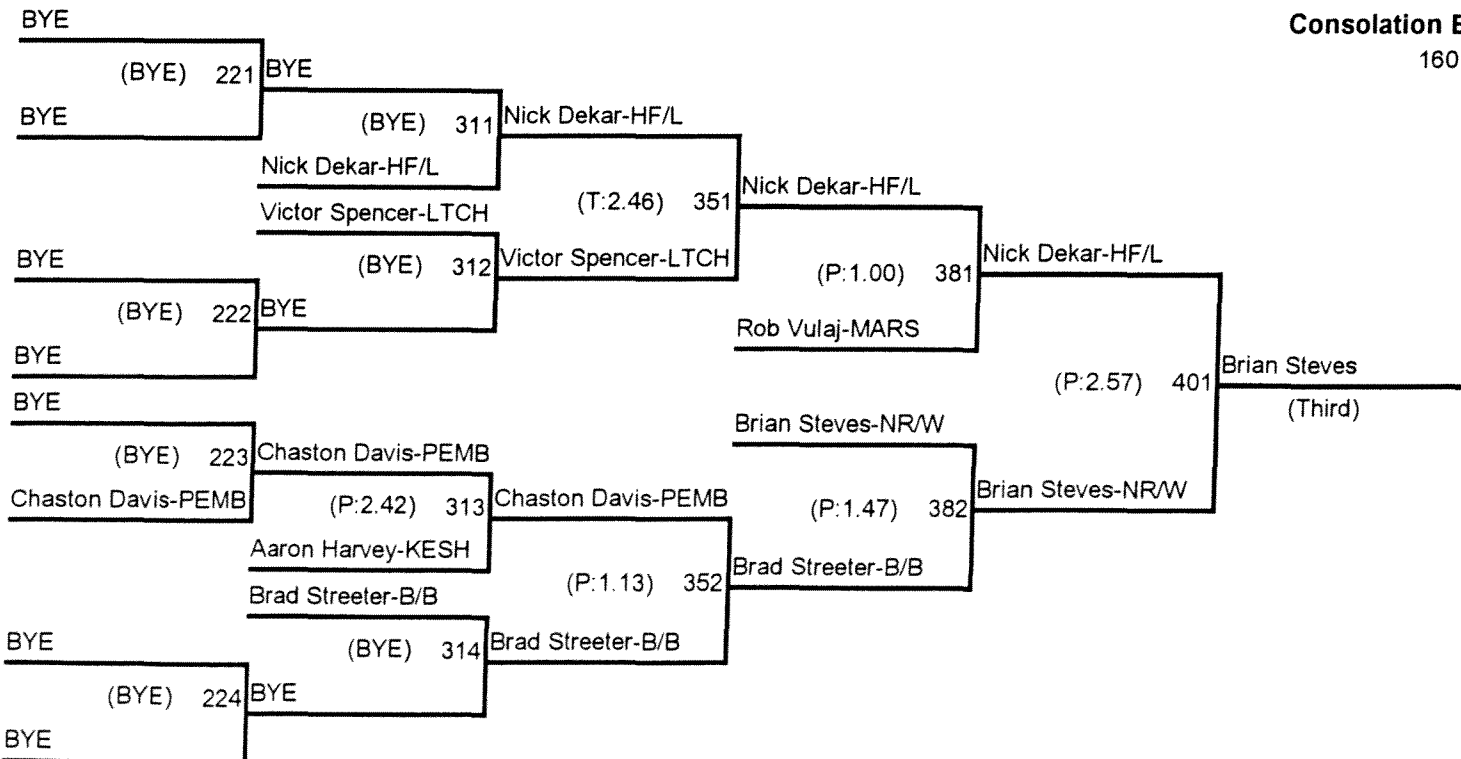 BYE
Consolation
160
(BYE) 221 BYE
BYE
(BYE) 311 Nick Dekar-HF/L
Nick Dekar-HF/L
(T:2.46) 351 Nick Dekar-HF/L
Victor Spencer-LTCH
(BYE) 312 Victor Spencer-LTCH
BYE
(BYE) 222 BYE
BYE
(P:1.00) 381 Nick Dekar-HF/L
Rob Vulaj-MARS
(P:2.57) 401 Brian Steves
(Third)
BYE
(BYE) 223 Chaston Davis-PEMB
Chaston Davis-PEMB
(P:2.42) 313 Chaston Davis-PEMB
Aaron Harvey-KESH
Brian Steves-NR/W
(P:1.47) 382 Brian Steves-NR/W
(P:1.13) 352 Brad Streeter-B/B
Brad Streeter-B/B
(BYE) 314 Brad Streeter-B/B
BYE
(BYE) 224 BYE
BYE